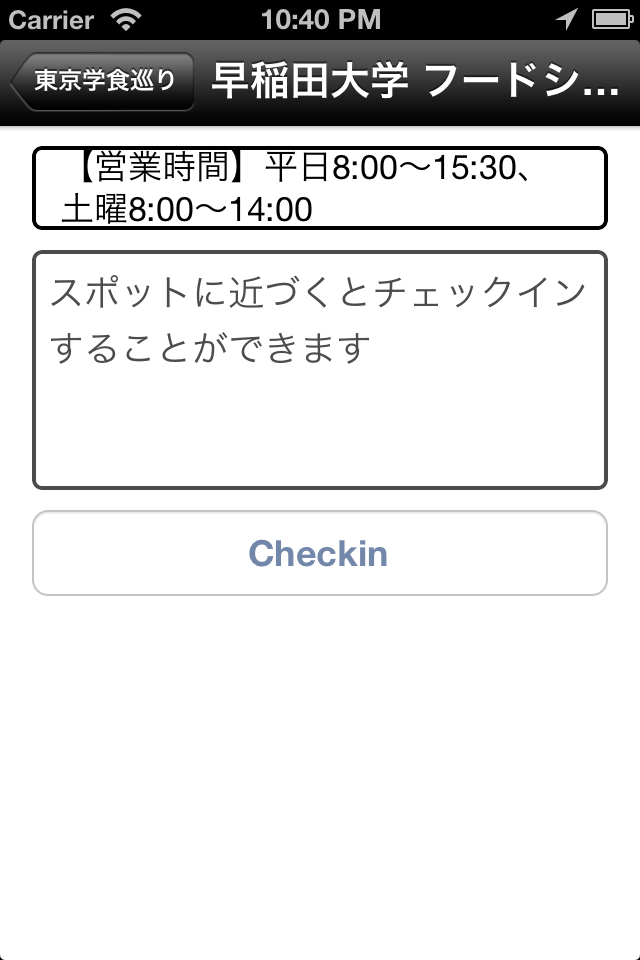 Carrier 10:40 PM
東京学食巡り 早稲田大学 フードシ...
【営業時間】平日8:00〜15:30、
土曜8:00〜14:00
スポットに近づくとチェックイン
することができます
Checkin